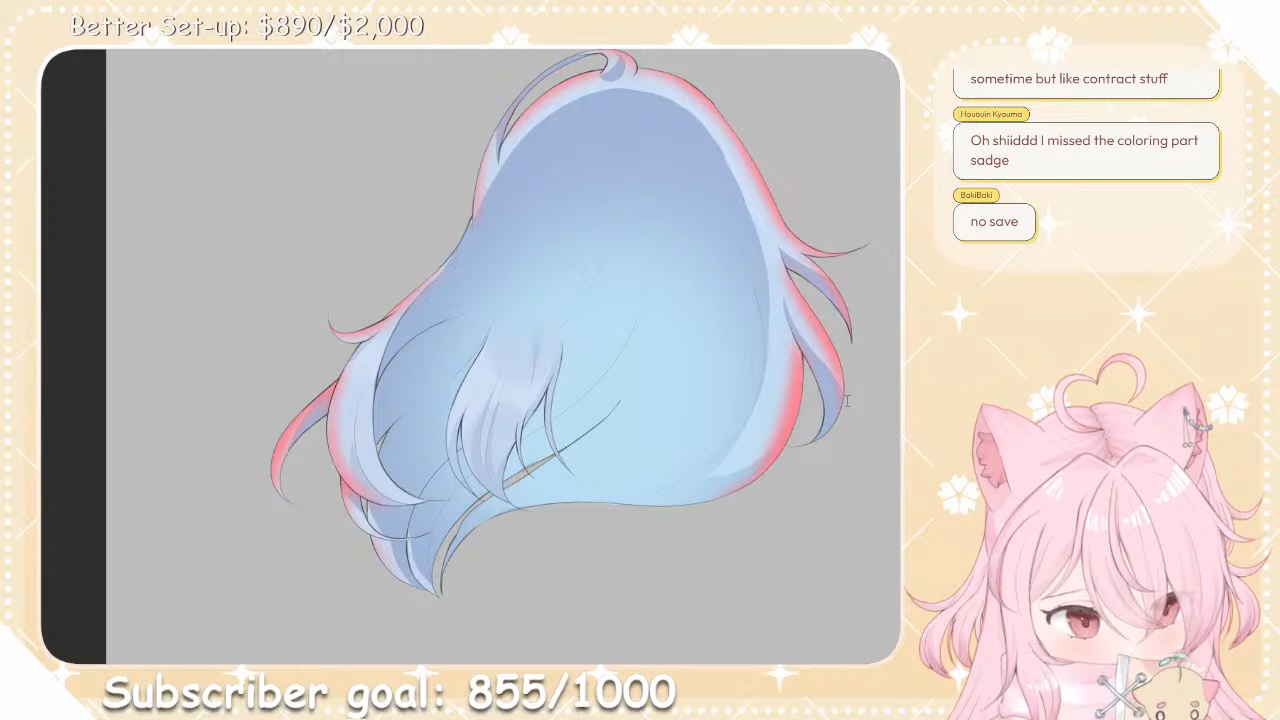 Better Set-up: $890/$2,000
sometime but like contract stuff
Hououin Kyouma
Oh shiiddd I missed the coloring part
sadge
BakiBaki
no save
Subscriber goal: 855/1000